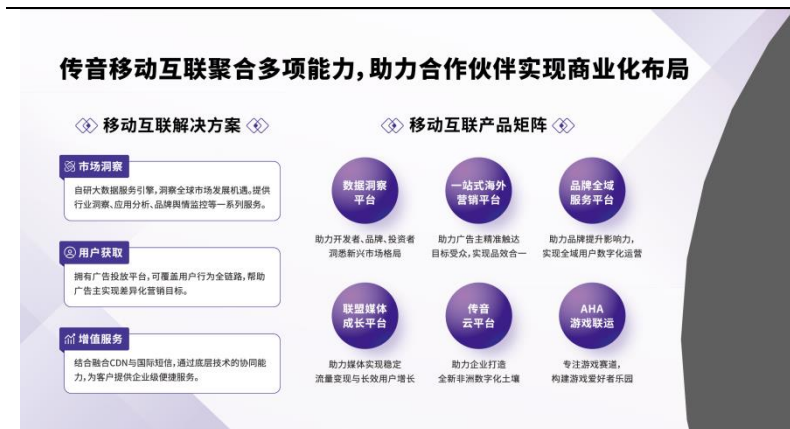 传音移动互联聚合多项能力，助力合作伙伴实现商业化布局
移动互联解决方案
市场洞察
自研大数据服务引擎，洞察全球市场发展机遇。提供
行业洞察、应用分析、品牌舆情监控等一系列服务。
用户获取
拥有广告投放平台，可覆盖用户行为全链路，帮助
广告主实现差异化营销目标。
增值服务
结合融合CDN与国际短信，通过底层技术的协同能
力，为客户提供企业级便捷服务。
移动互联产品矩阵
数据洞察
平台
助力开发者、品牌、投资者
洞悉新兴市场格局
一站式海外
营销平台
助力广告主精准触达
目标受众，实现品效合一
品牌全域
服务平台
助力品牌提升影响力，
实现全域用户数字化运营
联盟媒体
成长平台
助力媒体实现稳定
流量变现与长效用户增长
传音
云平台
助力企业打造
全新非洲数字化土壤
AHA
游戏联运
专注游戏赛道，
构建游戏爱好者乐园